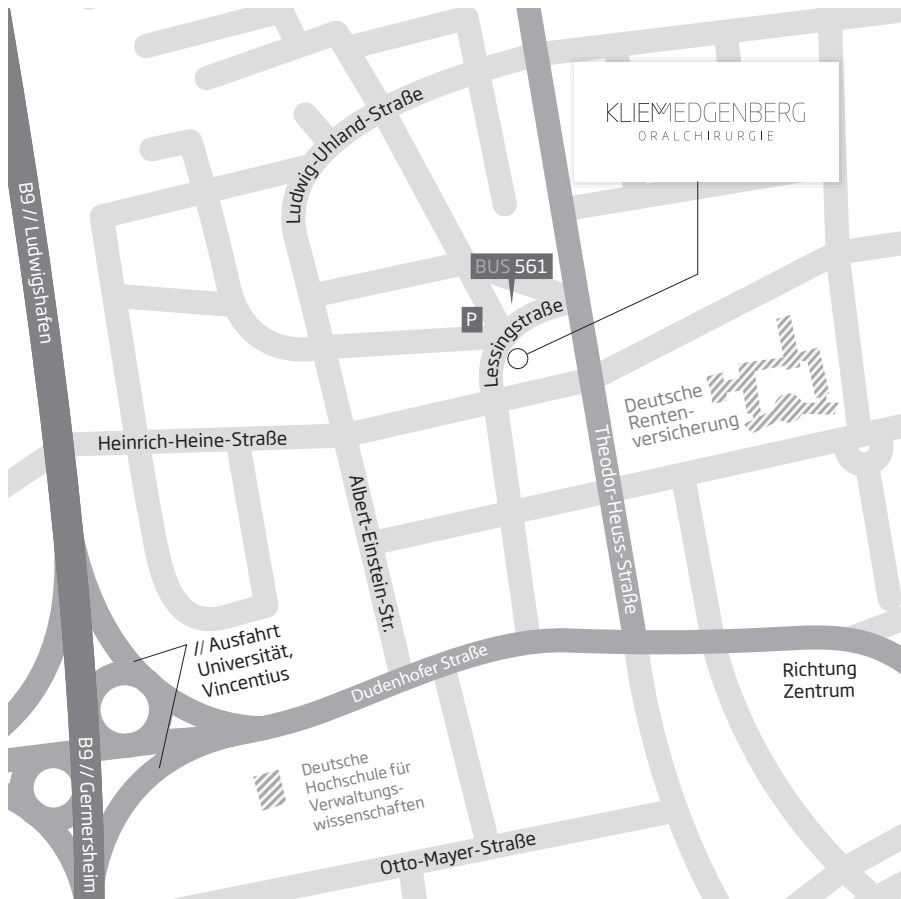 KLIEMEDGENBERG
ORALCHIRURGIE
Ludwig-Uhland-Straße
B9 // Ludwigshafen
BUS 561
P
Lessingstraße
Deutsche
Renten-
versicherung
Heinrich-Heine-Straße
Theodor-Heuss-Straße
Albert-Einstein-Str.
// Ausfahrt
Universität,
Vincentius
Dudenhofer Straße
Richtung
Zentrum
B9 // Germersheim
Deutsche
Hochschule für
Verwaltungs-
wissenschaften
Otto-Mayer-Straße